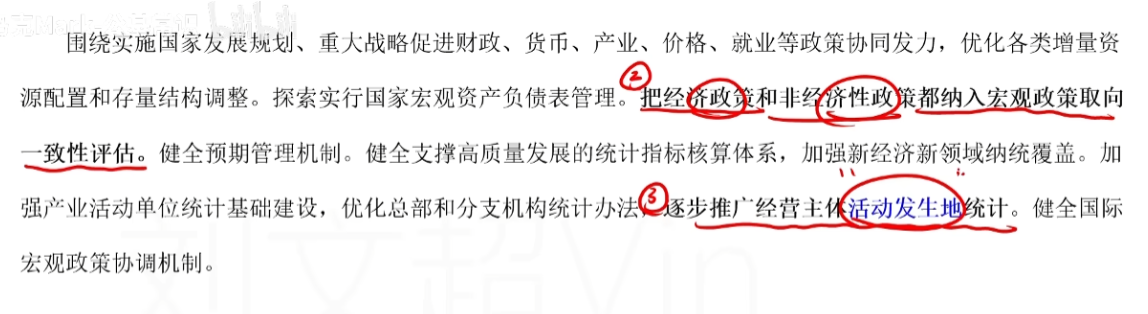 围绕实施国家发展规划、重大战略促进财政、货币、产业、价格、就业等政策协同发力，优化各类增量资
源配置和存量结构调整。探索实行国家宏观资产负债表管理。②把经济政策和非经济性政策都纳入宏观政策取向
一致性评估。健全预期管理机制。健全支撑高质量发展的统计指标核算体系，加强新经济新领域纳统覆盖。加
强产业活动单位统计基础建设，优化总部和分支机构统计办法，③逐步推广经营主体活动发生地统计。健全国际
宏观政策协调机制。
刘文超Vin